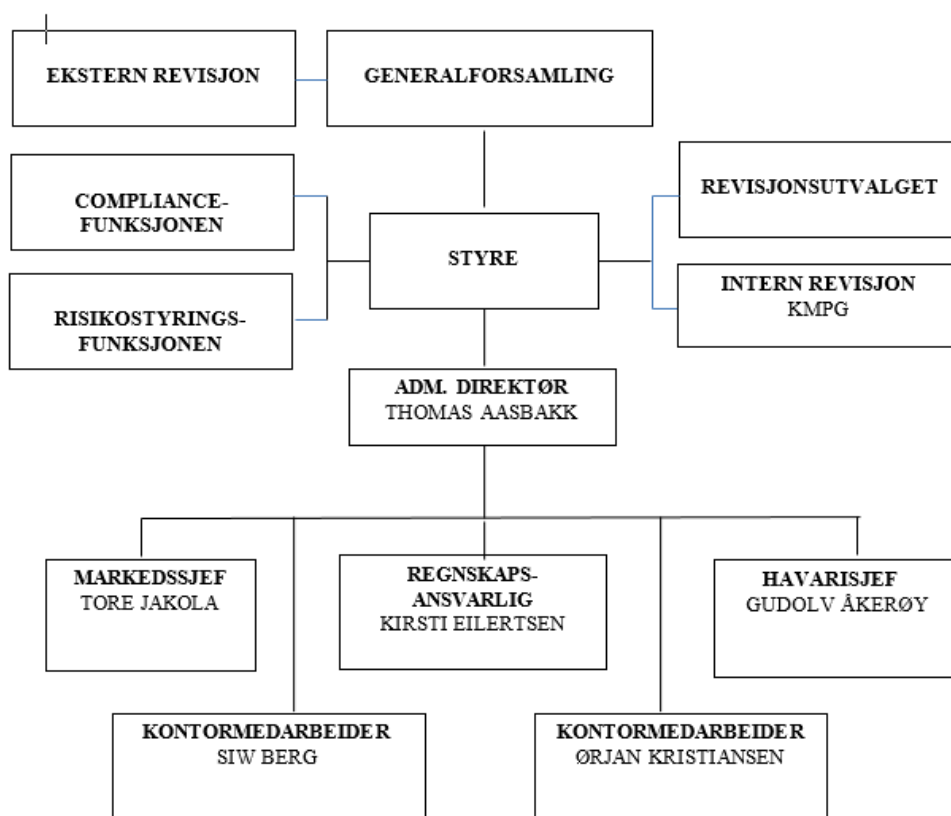 EKSTERN REVISJON
GENERALFORSAMLING
COMPLIANCE-
FUNKSJONEN
REVISJONSUTVALGET
STYRE
RISIKOSTYRINGS-
FUNKSJONEN
INTERN REVISJON
KMPG
ADM. DIREKTØR
THOMAS AASBAKK
MARKEDSSJEF
TORE JAKOLA
REGNSKAPS-
ANSVARLIG
KIRSTI EILERTSEN
HAVARISJEF
GUDOLV ÅKERØY
KONTORMEDARBEIDER
SIW BERG
KONTORMEDARBEIDER
ØRJAN KRISTIANSEN